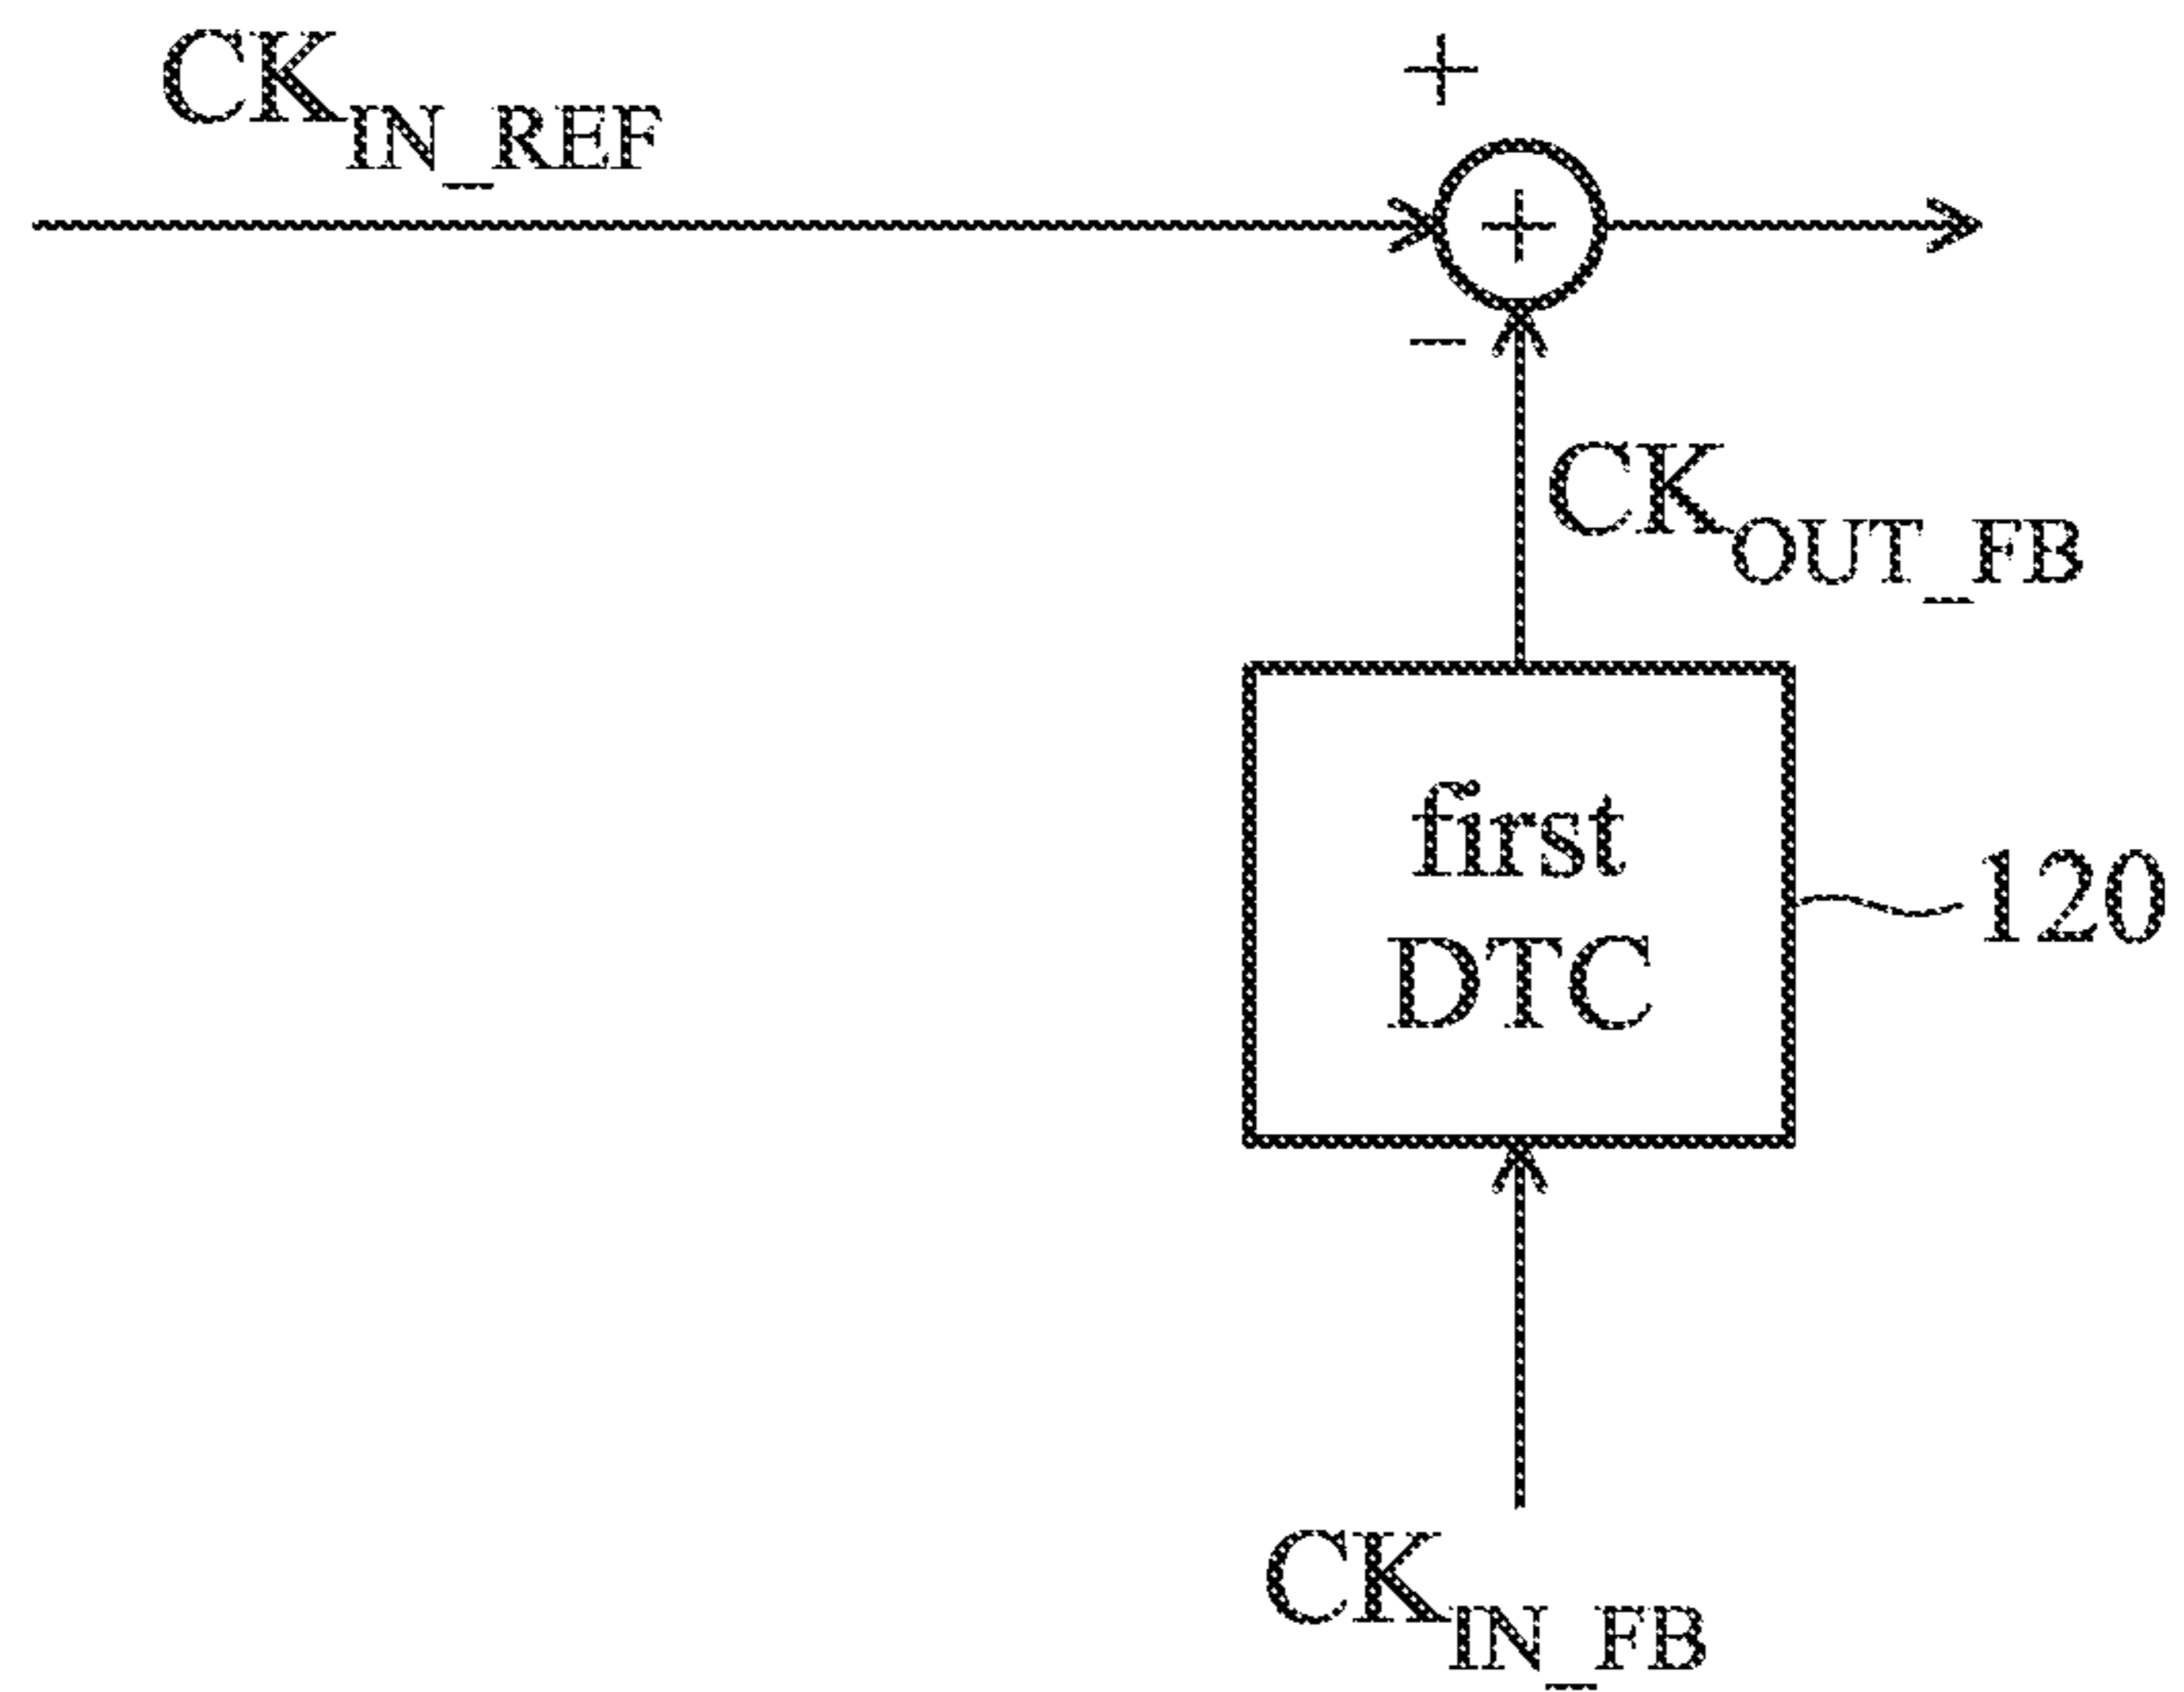 CK_IN_REF
+
+
−
CK_OUT_FB
first
DTC
120
CK_IN_FB